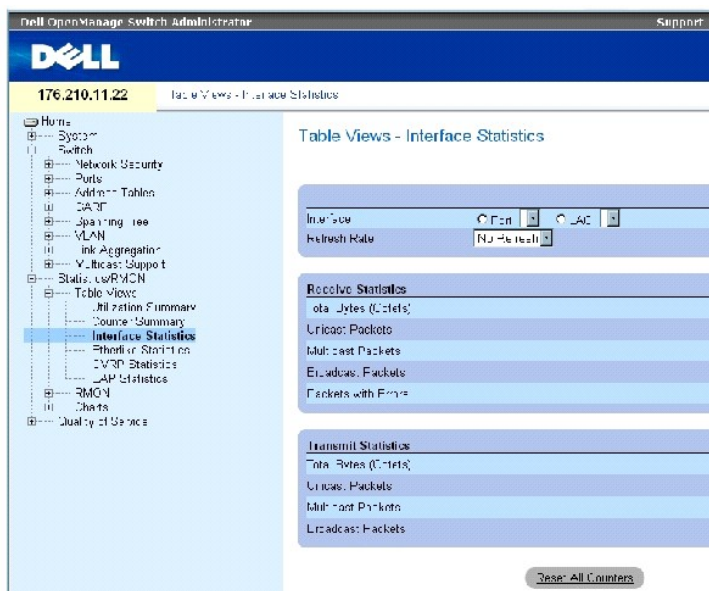 Dell OpenManage Switch Administrator
Support
DELL
176.210.11.22
Table Views - Interface Statistics
Home
System
Switch
Network Security
Ports
Address Tables
GARP
Spanning Tree
VLAN
Link Aggregation
Multicast Support
Statistics/RMON
Table Views
Utilization Summary
Counter Summary
Interface Statistics
Etherlike Statistics
GVRP Statistics
EAP Statistics
RMON
Charts
Quality of Service
Table Views - Interface Statistics
Interface
Port
LAG
Refresh Rate
No Refresh
Receive Statistics
Total Bytes (Octets)
Unicast Packets
Multicast Packets
Broadcast Packets
Packets with Errors
Transmit Statistics
Total Bytes (Octets)
Unicast Packets
Multicast Packets
Broadcast Packets
Reset All Counters